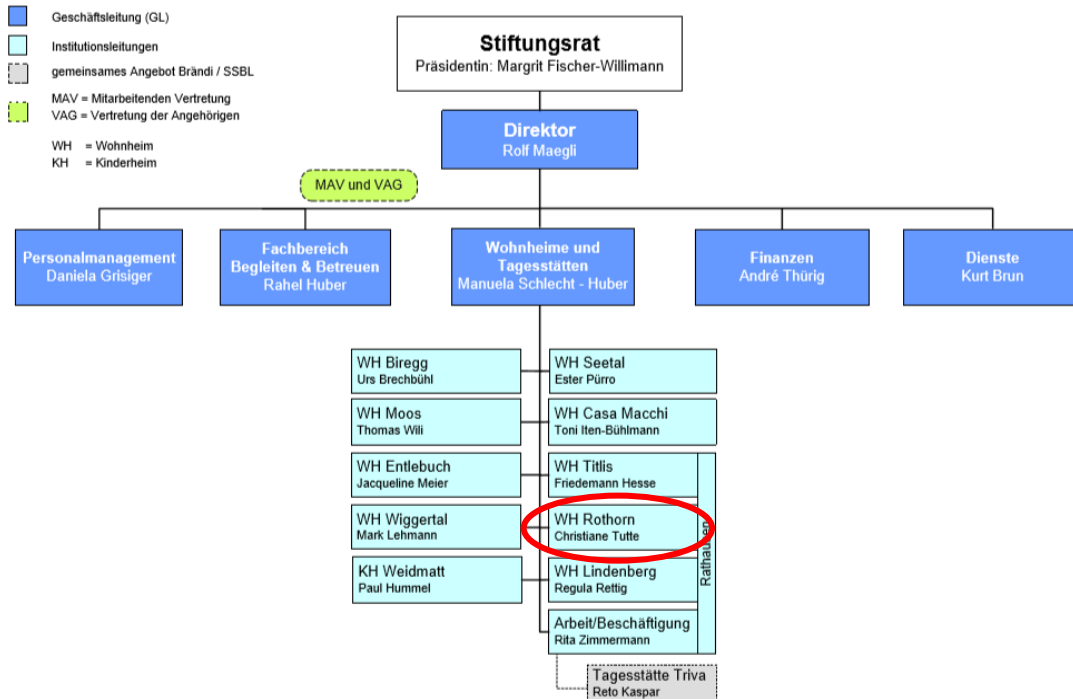 Geschäftsleitung (GL)
Institutionsleitungen
gemeinsames Angebot Brändi / SSBL
MAV = Mitarbeitenden Vertretung
VAG = Vertretung der Angehörigen
WH = Wohnheim
KH = Kinderheim
Stiftungsrat
Präsidentin: Margrit Fischer-Willimann
Direktor
Rolf Maegli
MAV und VAG
Personalmanagement
Daniela Grisiger
Fachbereich
Begleiten & Betreuen
Rahel Huber
Wohnheime und
Tagesstätten
Manuela Schlecht - Huber
Finanzen
André Thürig
Dienste
Kurt Brun
WH Biregg
Urs Brechbühl
WH Seetal
Ester Pürro
WH Moos
Thomas Wili
WH Casa Macchi
Toni Iten-Bühlmann
WH Entlebuch
Jacqueline Meier
WH Titlis
Friedemann Hesse
WH Wiggertal
Mark Lehmann
WH Rothorn
Christiane Tutte
KH Weidmatt
Paul Hummel
WH Lindenberg
Regula Rettig
Arbeit/Beschäftigung
Rita Zimmermann
Rathausen
Tagesstätte Triva
Reto Kaspar